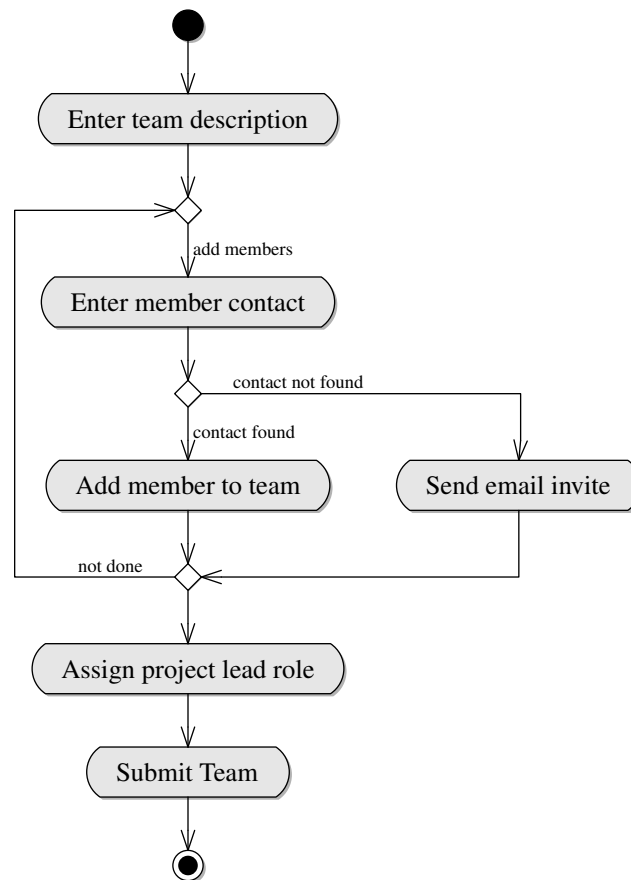 Enter team description
add members
Enter member contact
contact not found
contact found
Add member to team
Send email invite
not done
Assign project lead role
Submit Team